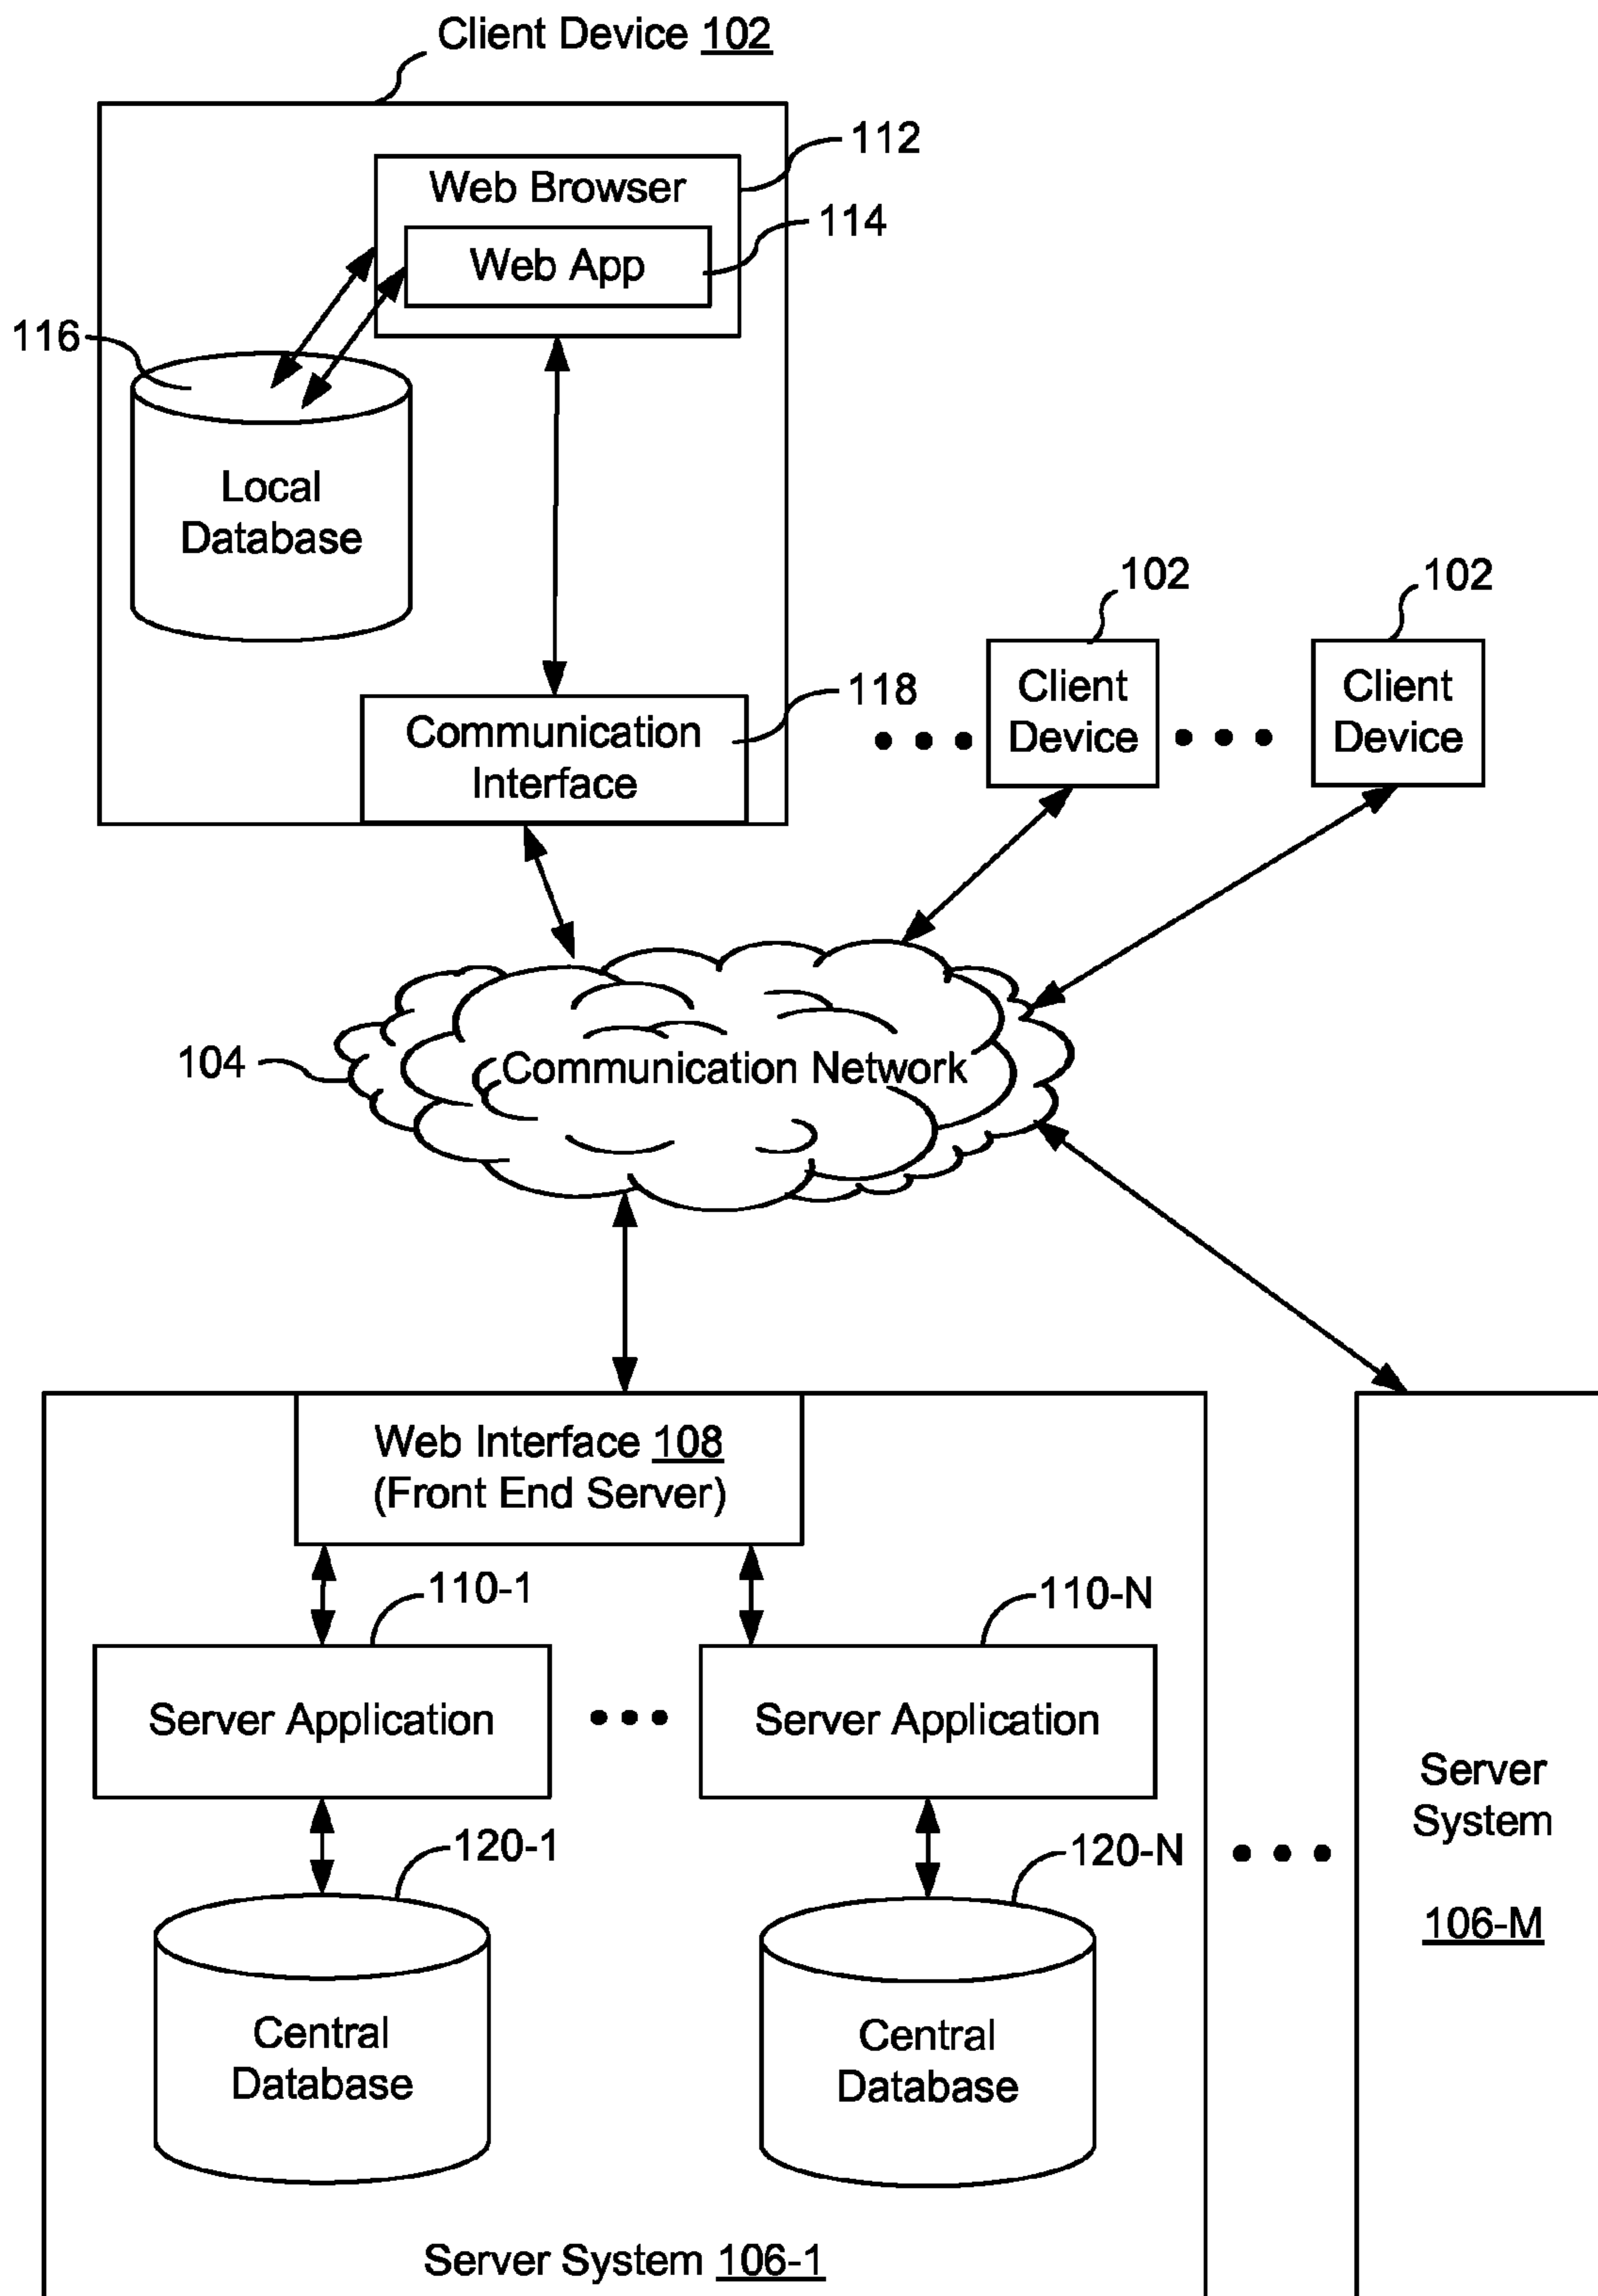 Client Device 102
112
Web Browser
114
Web App
116
Local
Database
102
102
Client
Device
Client
Device
118
Communication
Interface
104
Communication Network
Web Interface 108
(Front End Server)
110-1
110-N
Server Application
Server Application
120-1
120-N
Server
System
106-M
Central
Database
Central
Database
Server System 106-1